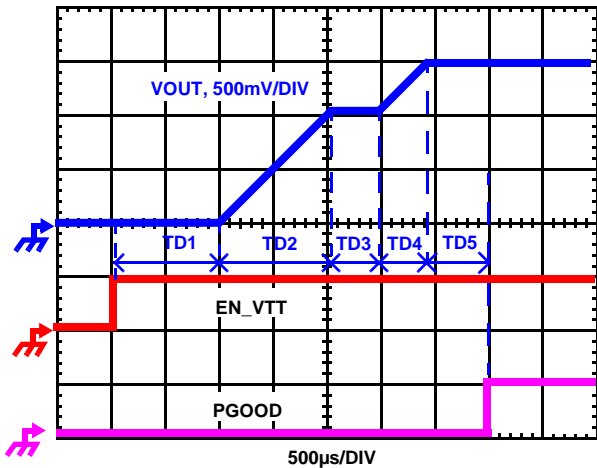 VOUT, 500mV/DIV
TD1 TD2 TD3 TD4 TD5
EN_VTT
PGOOD
500µs/DIV